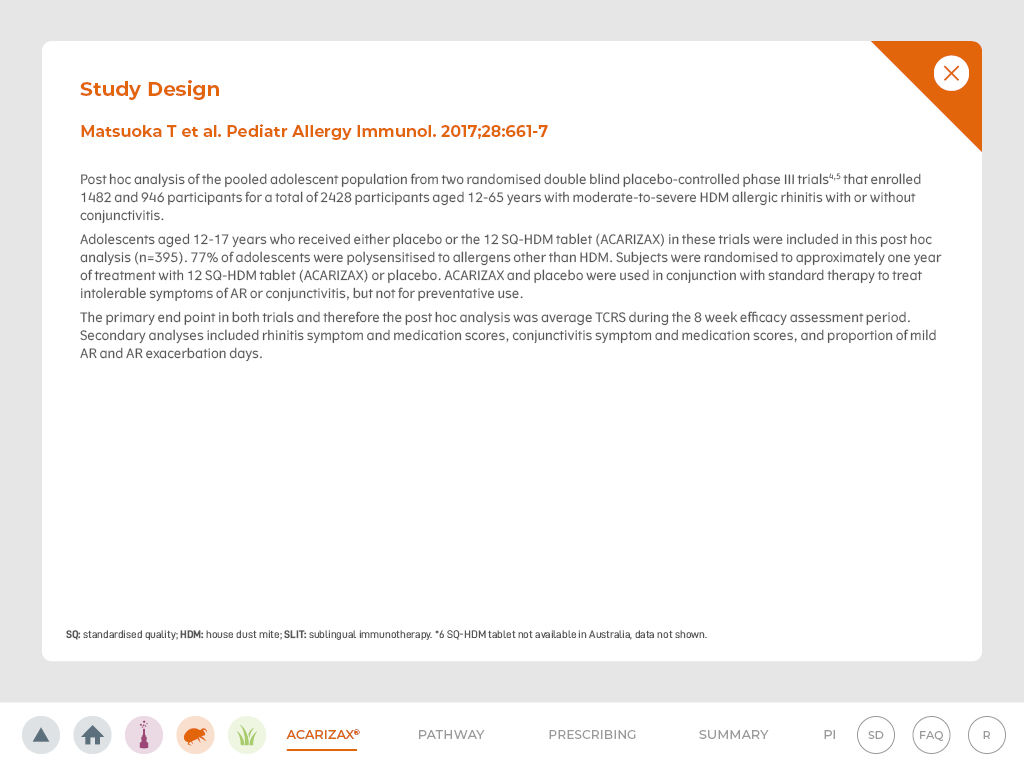 Study Design
Matsuoka T et al. Pediatr Allergy Immunol. 2017;28:661-7
Post hoc analysis of the pooled adolescent population from two randomised double blind placebo-controlled phase III trials4,5 that enrolled
1482 and 946 participants for a total of 2428 participants aged 12-65 years with moderate-to-severe HDM allergic rhinitis with or without
conjunctivitis.
Adolescents aged 12-17 years who received either placebo or the 12 SQ-HDM tablet (ACARIZAX) in these trials were included in this post hoc
analysis (n=395). 77% of adolescents were polysensitised to allergens other than HDM. Subjects were randomised to approximately one year
of treatment with 12 SQ-HDM tablet (ACARIZAX) or placebo. ACARIZAX and placebo were used in conjunction with standard therapy to treat
intolerable symptoms of AR or conjunctivitis, but not for preventative use.
The primary end point in both trials and therefore the post hoc analysis was average TCRS during the 8 week efficacy assessment period.
Secondary analyses included rhinitis symptom and medication scores, conjunctivitis symptom and medication scores, and proportion of mild
AR and AR exacerbation days.
SQ: standardised quality; HDM: house dust mite; SLIT: sublingual immunotherapy. *6 SQ-HDM tablet not available in Australia, data not shown.
ACARIZAX® PATHWAY PRESCRIBING SUMMARY PI SD FAQ R